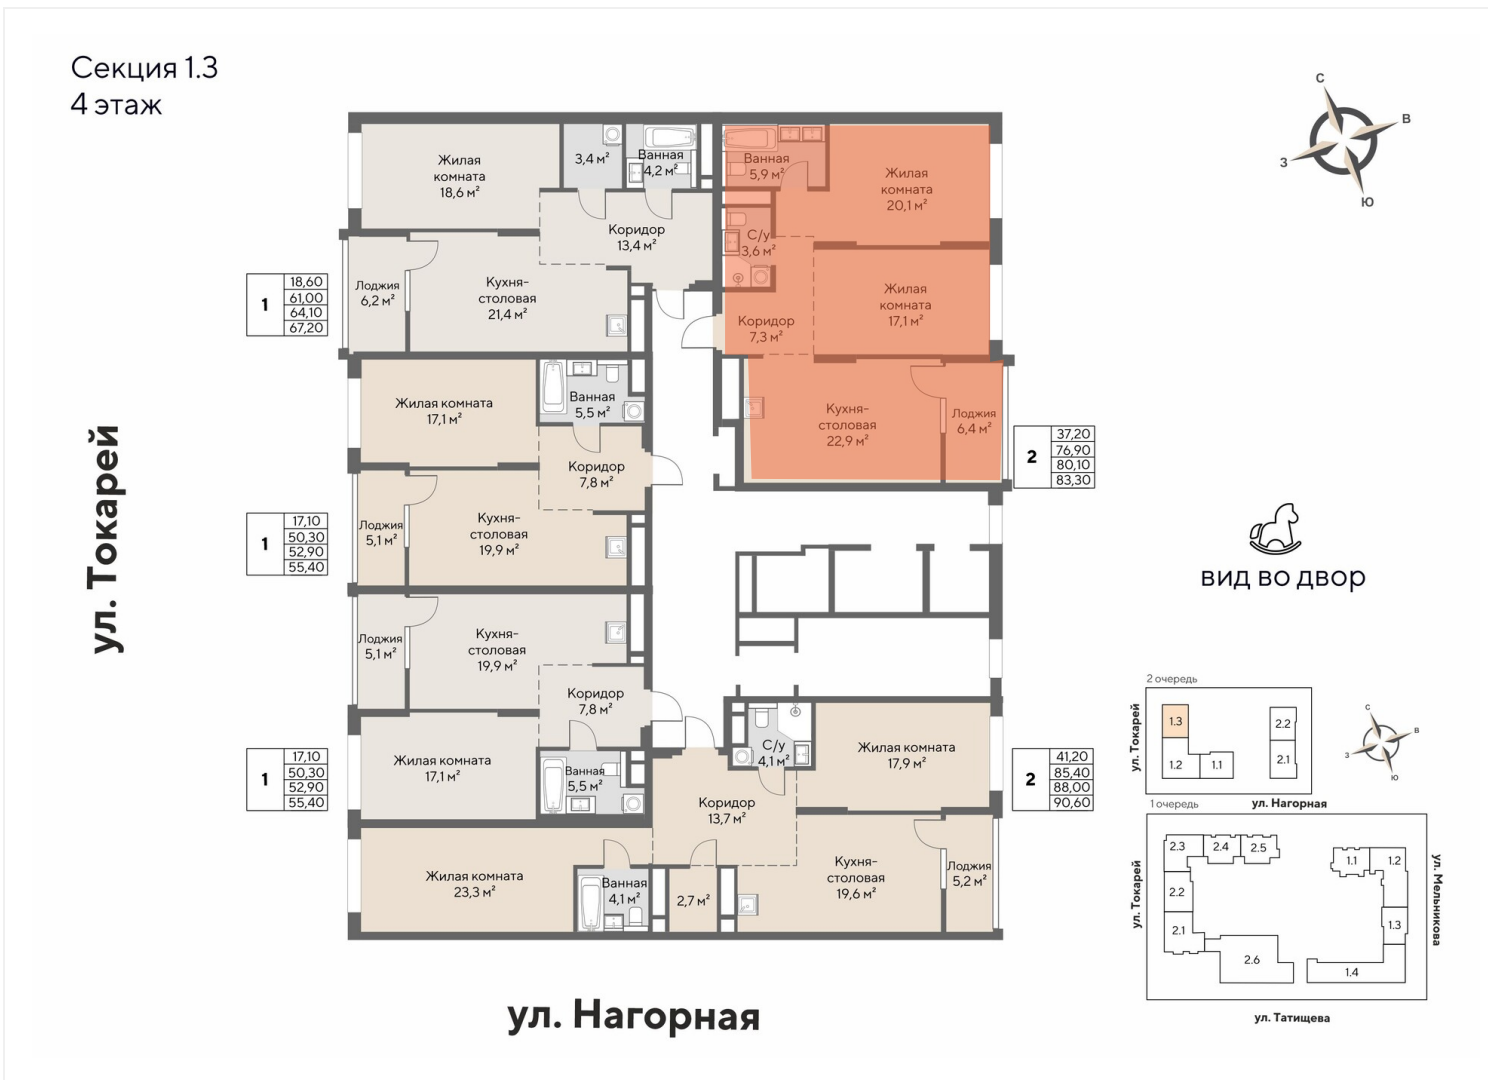 Секция 1.3
4 этаж
С
В
З
Ю
Жилая
комната
18,6 м²
3,4 м²
Ванная
4,2 м²
Коридор
13,4 м²
Лоджия
6,2 м²
Кухня-
столовая
21,4 м²
1
18,60
61,00
64,10
67,20
Ванная
5,9 м²
Жилая
комната
20,1 м²
С/у
3,6 м²
Жилая
комната
17,1 м²
Коридор
7,3 м²
Кухня-
столовая
22,9 м²
Лоджия
6,4 м²
2
37,20
76,90
80,10
83,30
Жилая комната
17,1 м²
Ванная
5,5 м²
Коридор
7,8 м²
Лоджия
5,1 м²
Кухня-
столовая
19,9 м²
1
17,10
50,30
52,90
55,40
ул. Токарей
вид во двор
Лоджия
5,1 м²
Кухня-
столовая
19,9 м²
Коридор
7,8 м²
Жилая комната
17,1 м²
Ванная
5,5 м²
1
17,10
50,30
52,90
55,40
С/у
4,1 м²
Жилая комната
17,9 м²
Коридор
13,7 м²
Жилая комната
23,3 м²
Ванная
4,1 м²
2,7 м²
Кухня-
столовая
19,6 м²
Лоджия
5,2 м²
2
41,20
85,40
88,00
90,60
ул. Нагорная
2 очередь
ул. Токарей
1.3
1.2
1.1
2.2
2.1
С
В
З
Ю
ул. Нагорная
1 очередь
ул. Токарей
2.3
2.4
2.5
2.2
2.1
2.6
1.1
1.2
1.3
1.4
ул. Мельникова
ул. Татищева